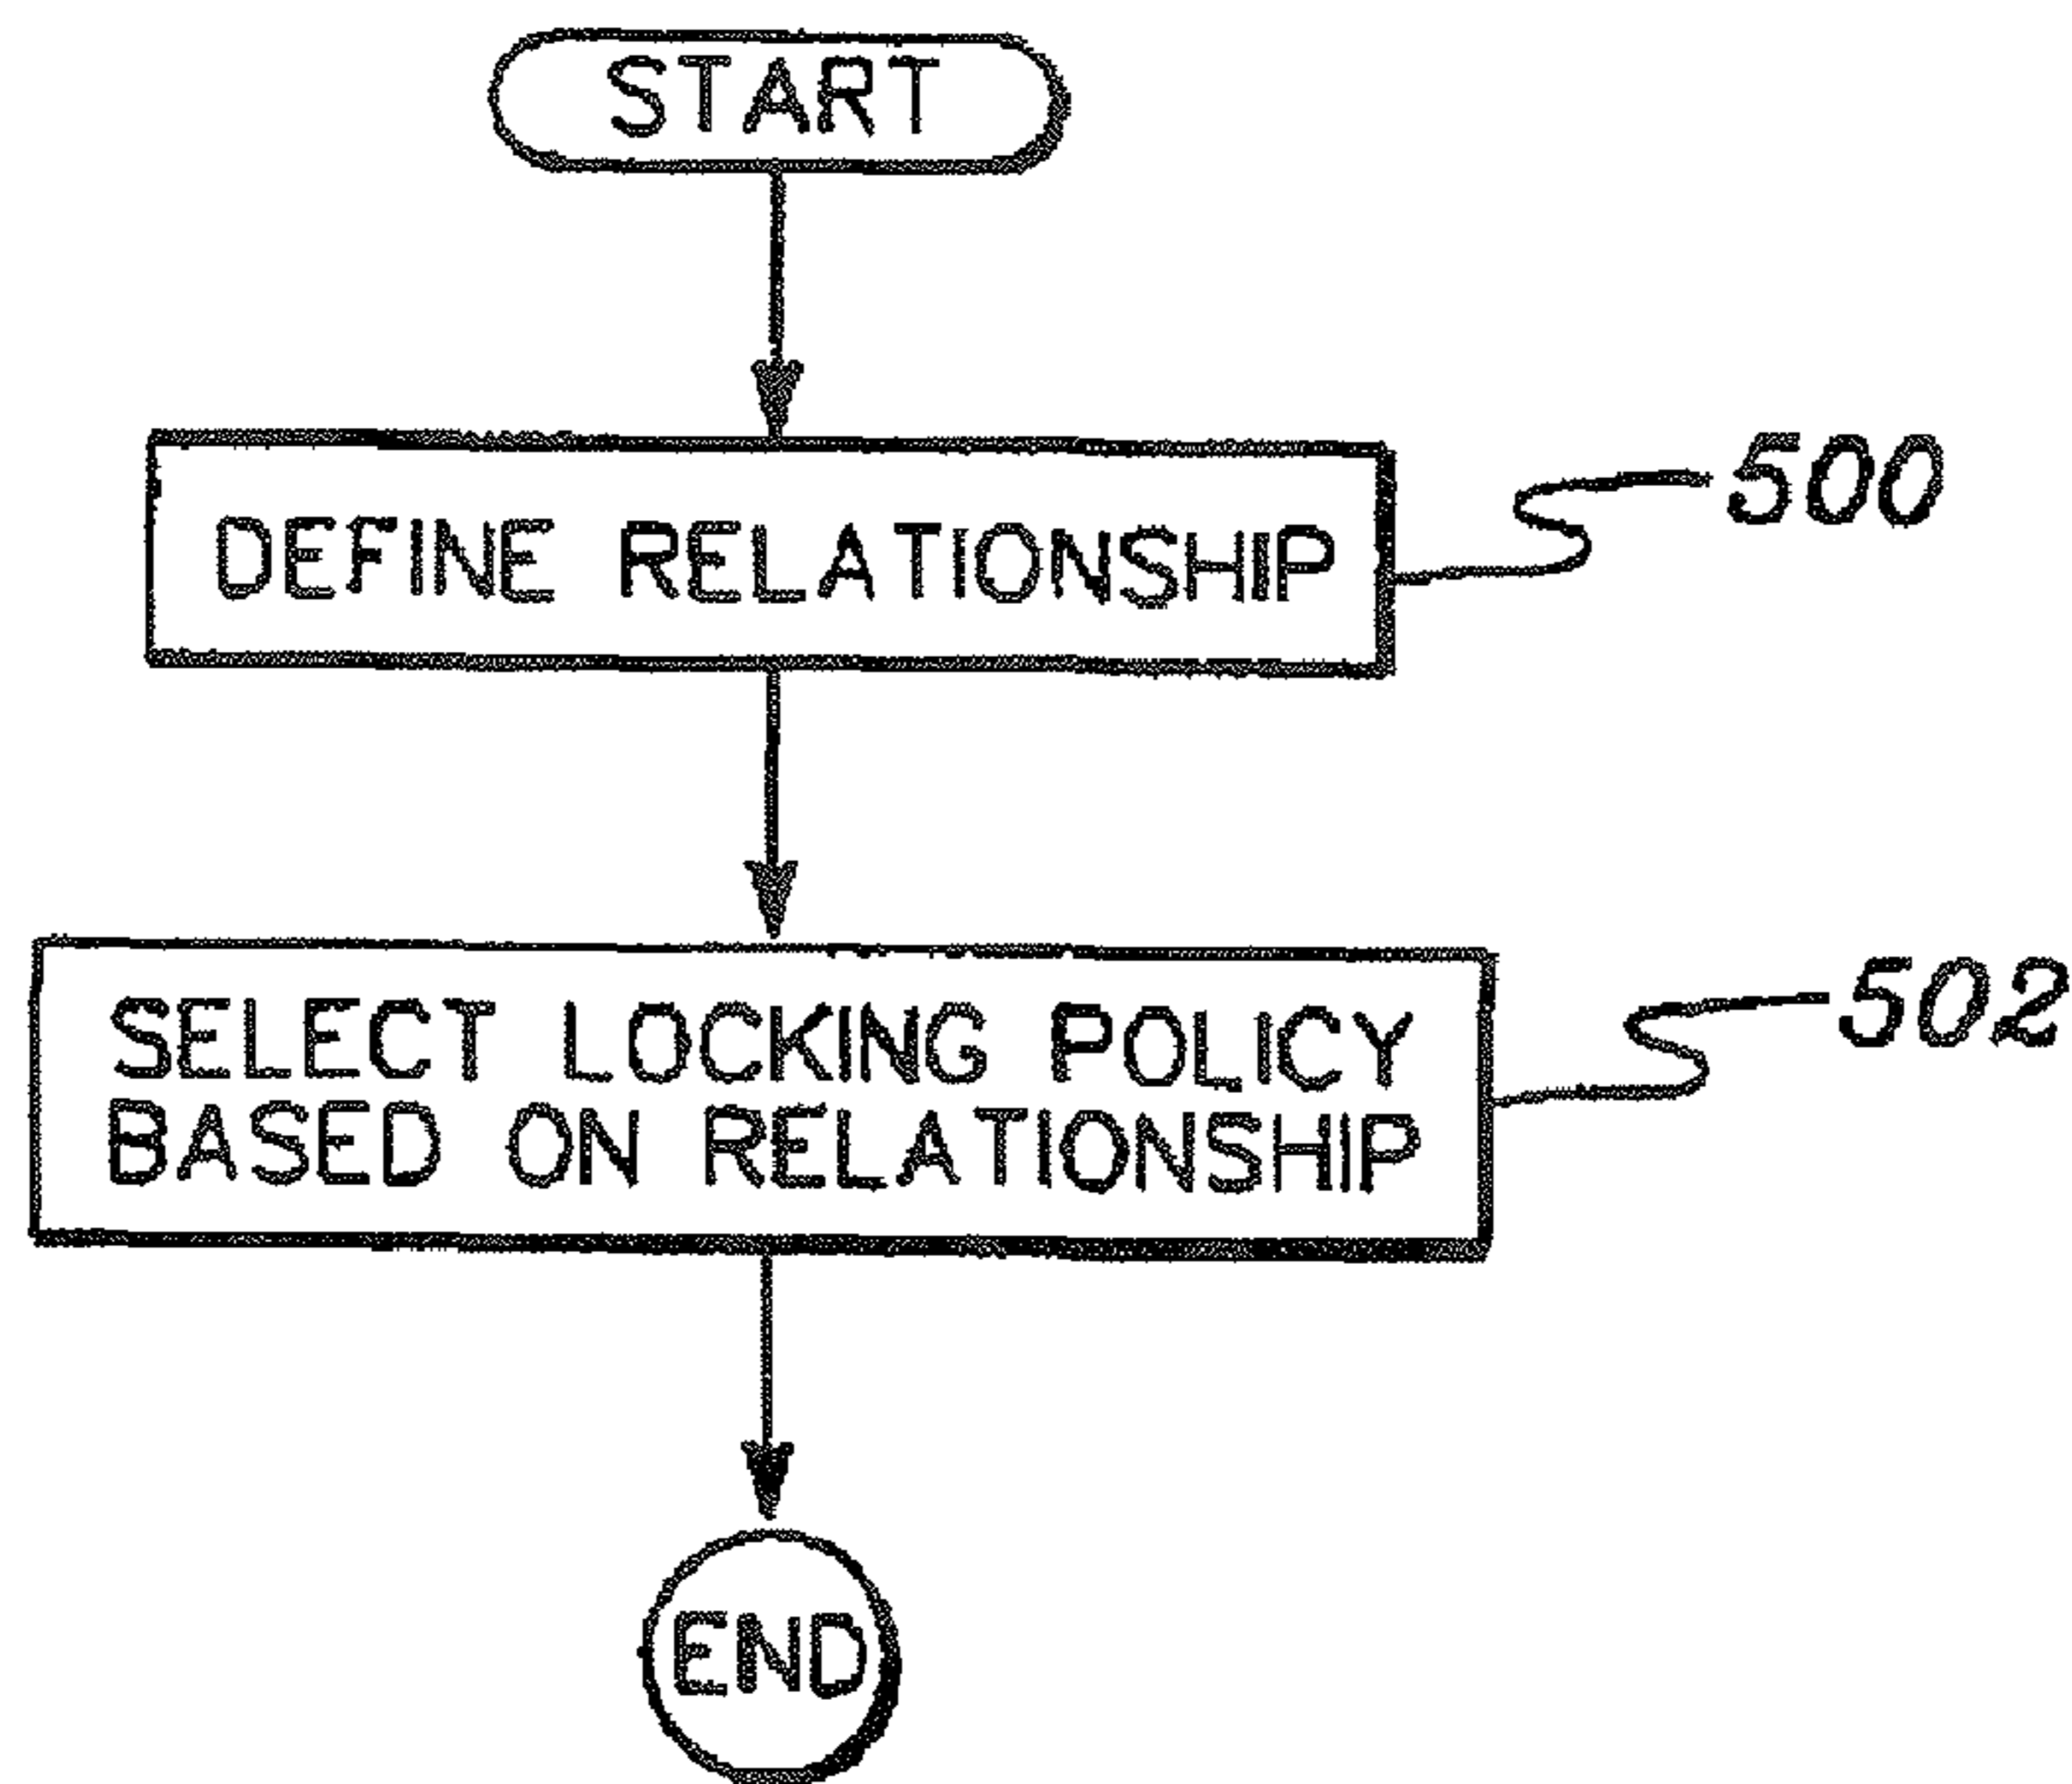 START
DEFINE RELATIONSHIP
500
SELECT LOCKING POLICY
BASED ON RELATIONSHIP
502
END